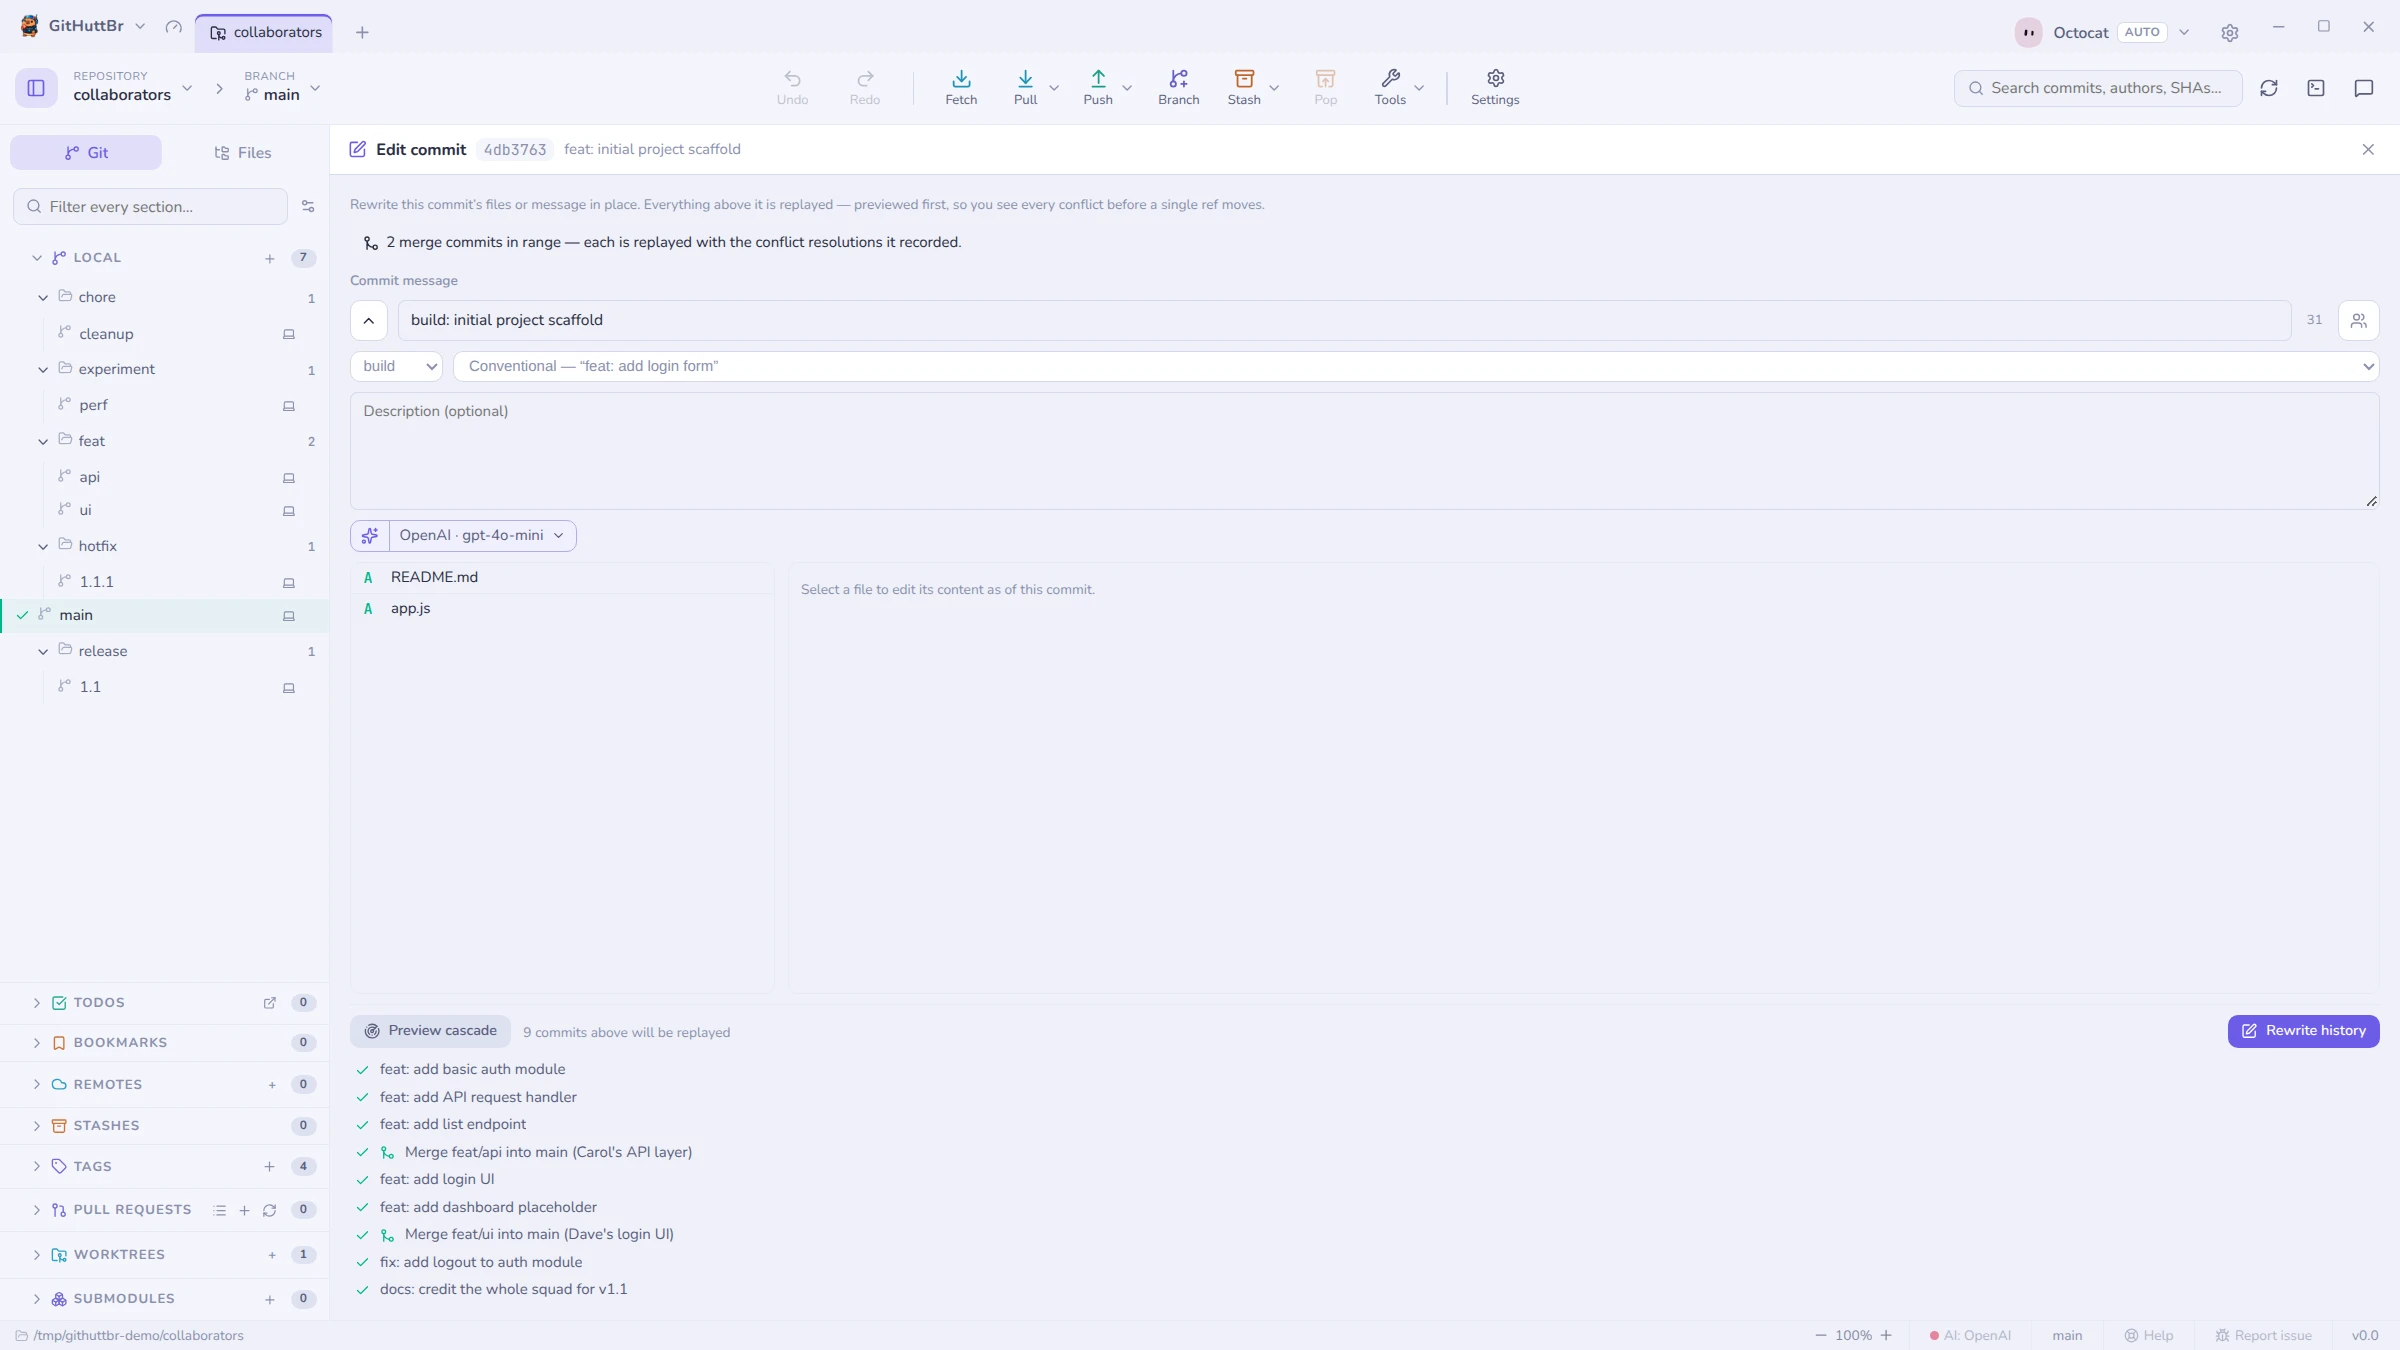 GitHuttBr
collaborators
Octocat AUTO
REPOSITORY
collaborators
BRANCH
main
Undo
Redo
Fetch
Pull
Push
Branch
Stash
Pop
Tools
Settings
Search commits, authors, SHAs...
Git
Files
Filter every section...
LOCAL 7
chore 1
cleanup
experiment 1
perf
feat 2
api
ui
hotfix 1
1.1.1
main
release 1
1.1
TODOS 0
BOOKMARKS 0
REMOTES 0
STASHES 0
TAGS 4
PULL REQUESTS 0
WORKTREES 1
SUBMODULES 0
Edit commit 4db3763 feat: initial project scaffold
Rewrite this commit’s files or message in place. Everything above it is replayed — previewed first, so you see every conflict before a single ref moves.
2 merge commits in range — each is replayed with the conflict resolutions it recorded.
Commit message
build: initial project scaffold 31
build
Conventional — “feat: add login form”
Description (optional)
OpenAI · gpt-4o-mini
A README.md
A app.js
Select a file to edit its content as of this commit.
Preview cascade 9 commits above will be replayed
Rewrite history
feat: add basic auth module
feat: add API request handler
feat: add list endpoint
Merge feat/api into main (Carol's API layer)
feat: add login UI
feat: add dashboard placeholder
Merge feat/ui into main (Dave's login UI)
fix: add logout to auth module
docs: credit the whole squad for v1.1
/tmp/githuttbr-demo/collaborators
100%
AI: OpenAI
main
Help
Report issue
v0.0